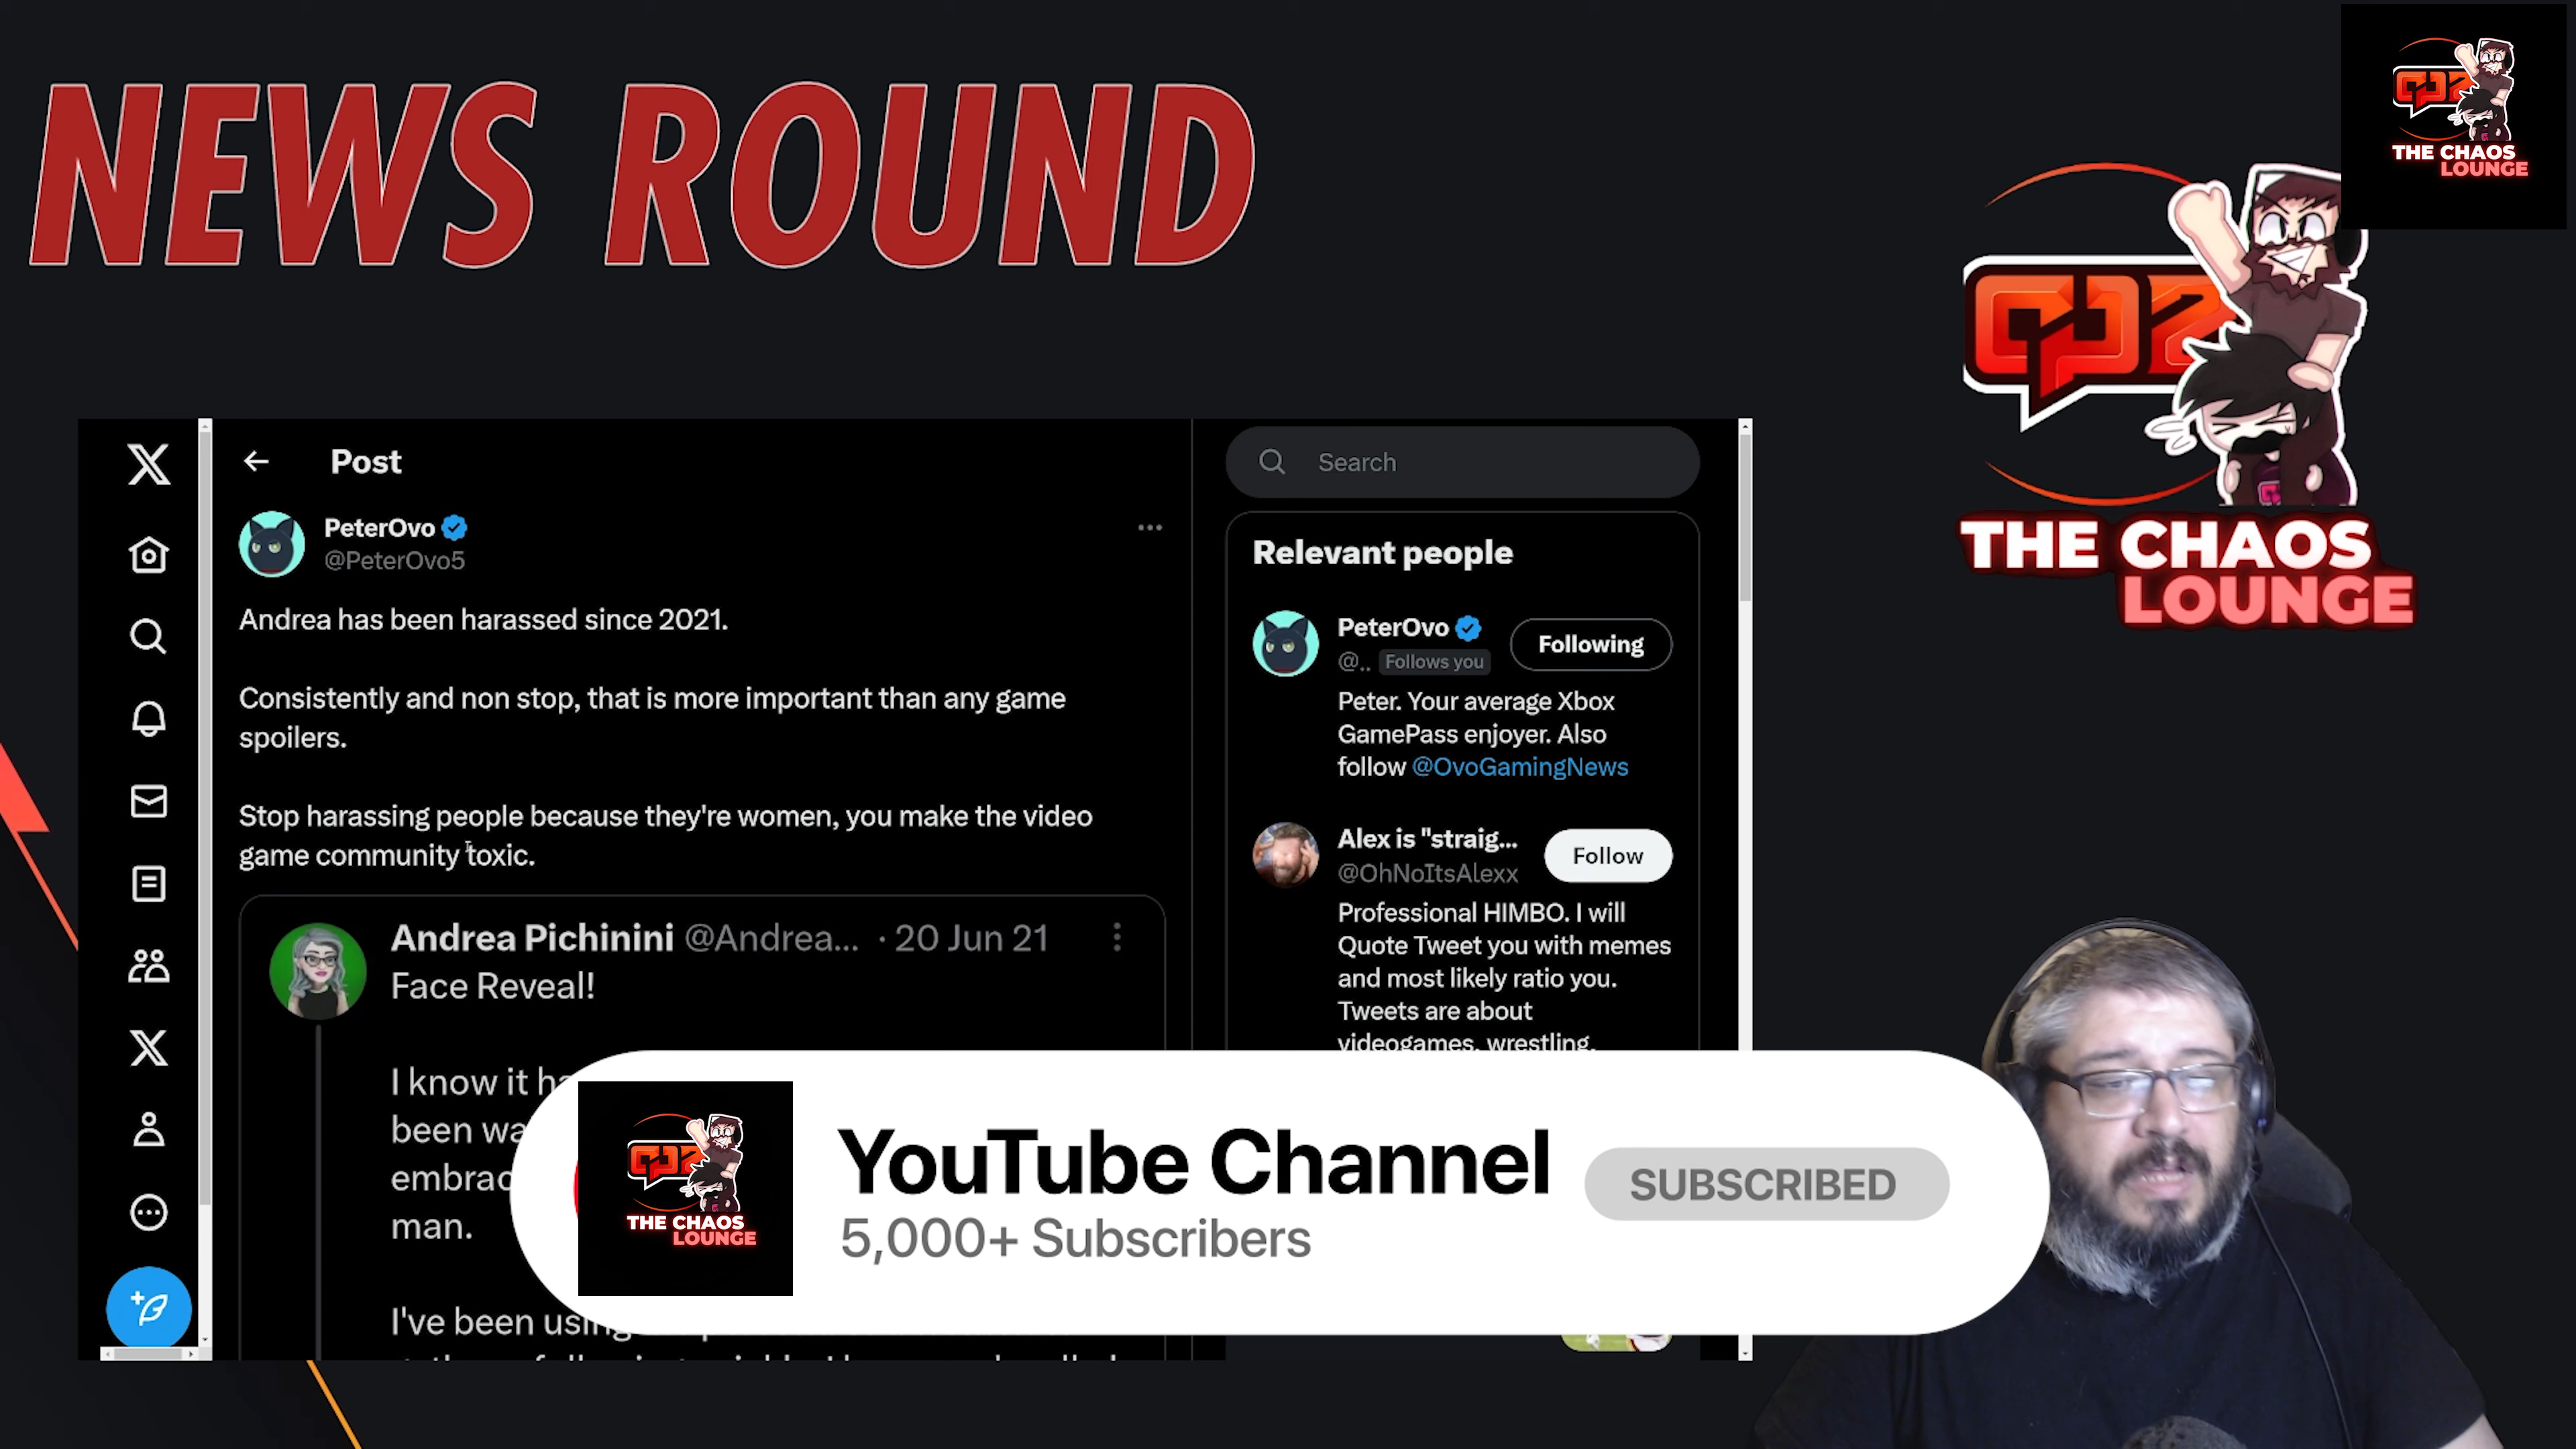 NEWS ROUND
THE CHAOS
LOUNGE
THE CHAOS
LOUNGE
Post
PeterOvo
@PeterOvo5
Andrea has been harassed since 2021.
Consistently and non stop, that is more important than any game
spoilers.
Stop harassing people because they're women, you make the video
game community toxic.
Andrea Pichinini @Andrea... · 20 Jun 21
Face Reveal!
I know it
been
man.
I've been
Search
Relevant people
PeterOvo
Following
@.. Follows you
Peter. Your average Xbox
GamePass enjoyer. Also
follow @OvoGamingNews
Alex is "straig...
Follow
@OhNoItsAlexx
Professional HIMBO. I will
Quote Tweet you with memes
and most likely ratio you.
Tweets are about
videogames, wrestling,
THE CHAOS
LOUNGE
YouTube Channel
5,000+ Subscribers
SUBSCRIBED